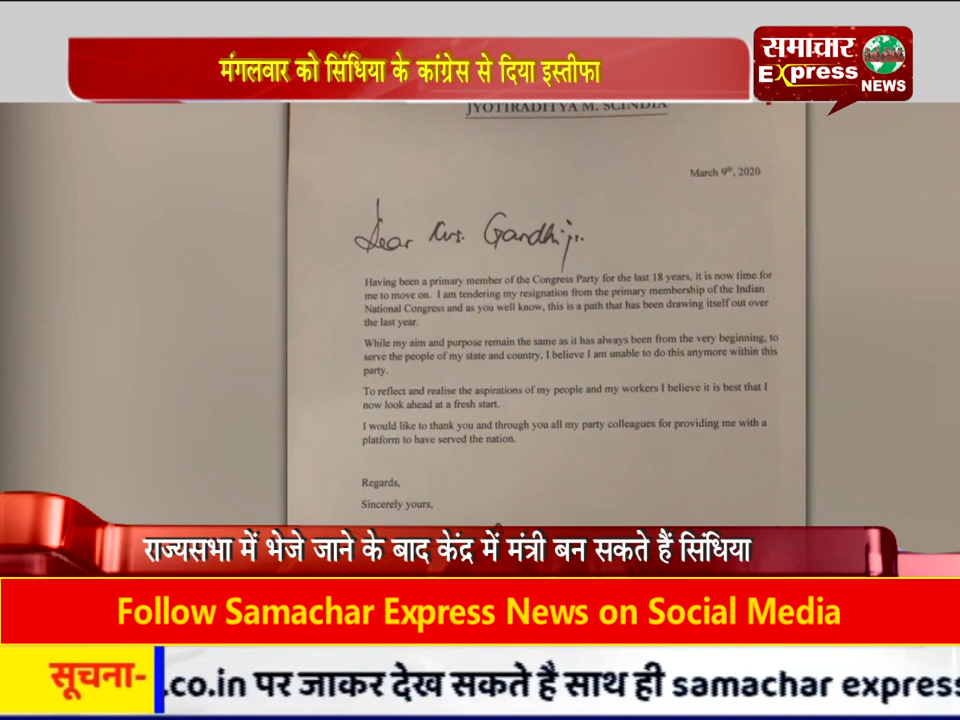 मंगलवार को सिंधिया के कांग्रेस से दिया इस्तीफा
समाचार
Express
NEWS
JYOTIRADITYA M. SCINDIA
March 9th, 2020
Dear Mrs. Gandhiji.
Having been a primary member of the Congress Party for the last 18 years, it is now time for
me to move on. I am tendering my resignation from the primary membership of the Indian
National Congress and as you well know, this is a path that has been drawing itself out over
the last year.
While my aim and purpose remain the same as it has always been from the very beginning, to
serve the people of my state and country, I believe I am unable to do this anymore within this
party.
To reflect and realise the aspirations of my people and my workers I believe it is best that I
now look ahead at a fresh start.
I would like to thank you and through you all my party colleagues for providing me with a
platform to have served the nation.
Regards,
Sincerely yours,
राज्यसभा में भेजे जाने के बाद केंद्र में मंत्री बन सकते हैं सिंधिया
Follow Samachar Express News on Social Media
सूचना-
.co.in पर जाकर देख सकते है साथ ही samachar express